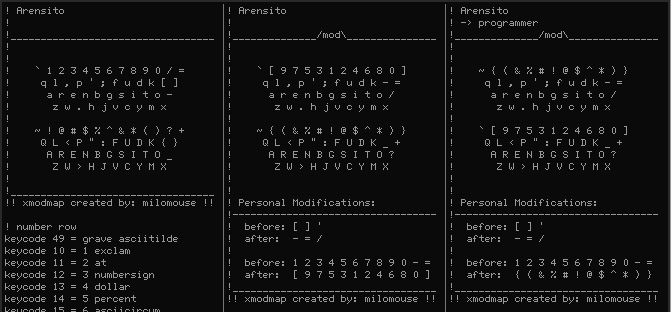 ! Arensito
!
!_________________________________
!
!
!    ` 1 2 3 4 5 6 7 8 9 0 / =
!     q l , p ' ; f u d k [ ]
!      a r e n b g s i t o -
!       z w . h j v c y m x
!
!    ~ ! @ # $ % ^ & * ( ) ? +
!     Q L < P " : F U D K { }
!      A R E N B G S I T O _
!       Z W > H J V C Y M X
!
!_________________________________
!! xmodmap created by: milomouse !!

! number row
keycode 49 = grave asciitilde
keycode 10 = 1 exclam
keycode 11 = 2 at
keycode 12 = 3 numbersign
keycode 13 = 4 dollar
keycode 14 = 5 percent
keycode 15 = 6 asciicircum
! Arensito
!
!_____________/mod\______________
!
!
!    ` [ 9 7 5 3 1 2 4 6 8 0 ]
!     q l , p ' ; f u d k - =
!      a r e n b g s i t o /
!       z w . h j v c y m x
!
!    ~ { ( & % # ! @ $ ^ * ) }
!     Q L < P " : F U D K _ +
!      A R E N B G S I T O ?
!       Z W > H J V C Y M X
!
!
! Personal Modifications:
!---------------------------------
!  before: [ ] '
!  after:  - = /
!
!  before: 1 2 3 4 5 6 7 8 9 0 - =
!  after:  [ 9 7 5 3 1 2 4 6 8 0 ]
!_________________________________
!! xmodmap created by: milomouse !!
! Arensito
! -> programmer
!_____________/mod\______________
!
!
!    ~ { ( & % # ! @ $ ^ * ) }
!     q l , p ' ; f u d k - =
!      a r e n b g s i t o /
!       z w . h j v c y m x
!
!    ` [ 9 7 5 3 1 2 4 6 8 0 ]
!     Q L < P " : F U D K _ +
!      A R E N B G S I T O ?
!       Z W > H J V C Y M X
!
!
! Personal Modifications:
!---------------------------------
!  before: [ ] '
!  after:  - = /
!
!  before: 1 2 3 4 5 6 7 8 9 0 - =
!  after:  { ( & % # ! @ $ ^ * ) }
!_________________________________
!! xmodmap created by: milomouse !!